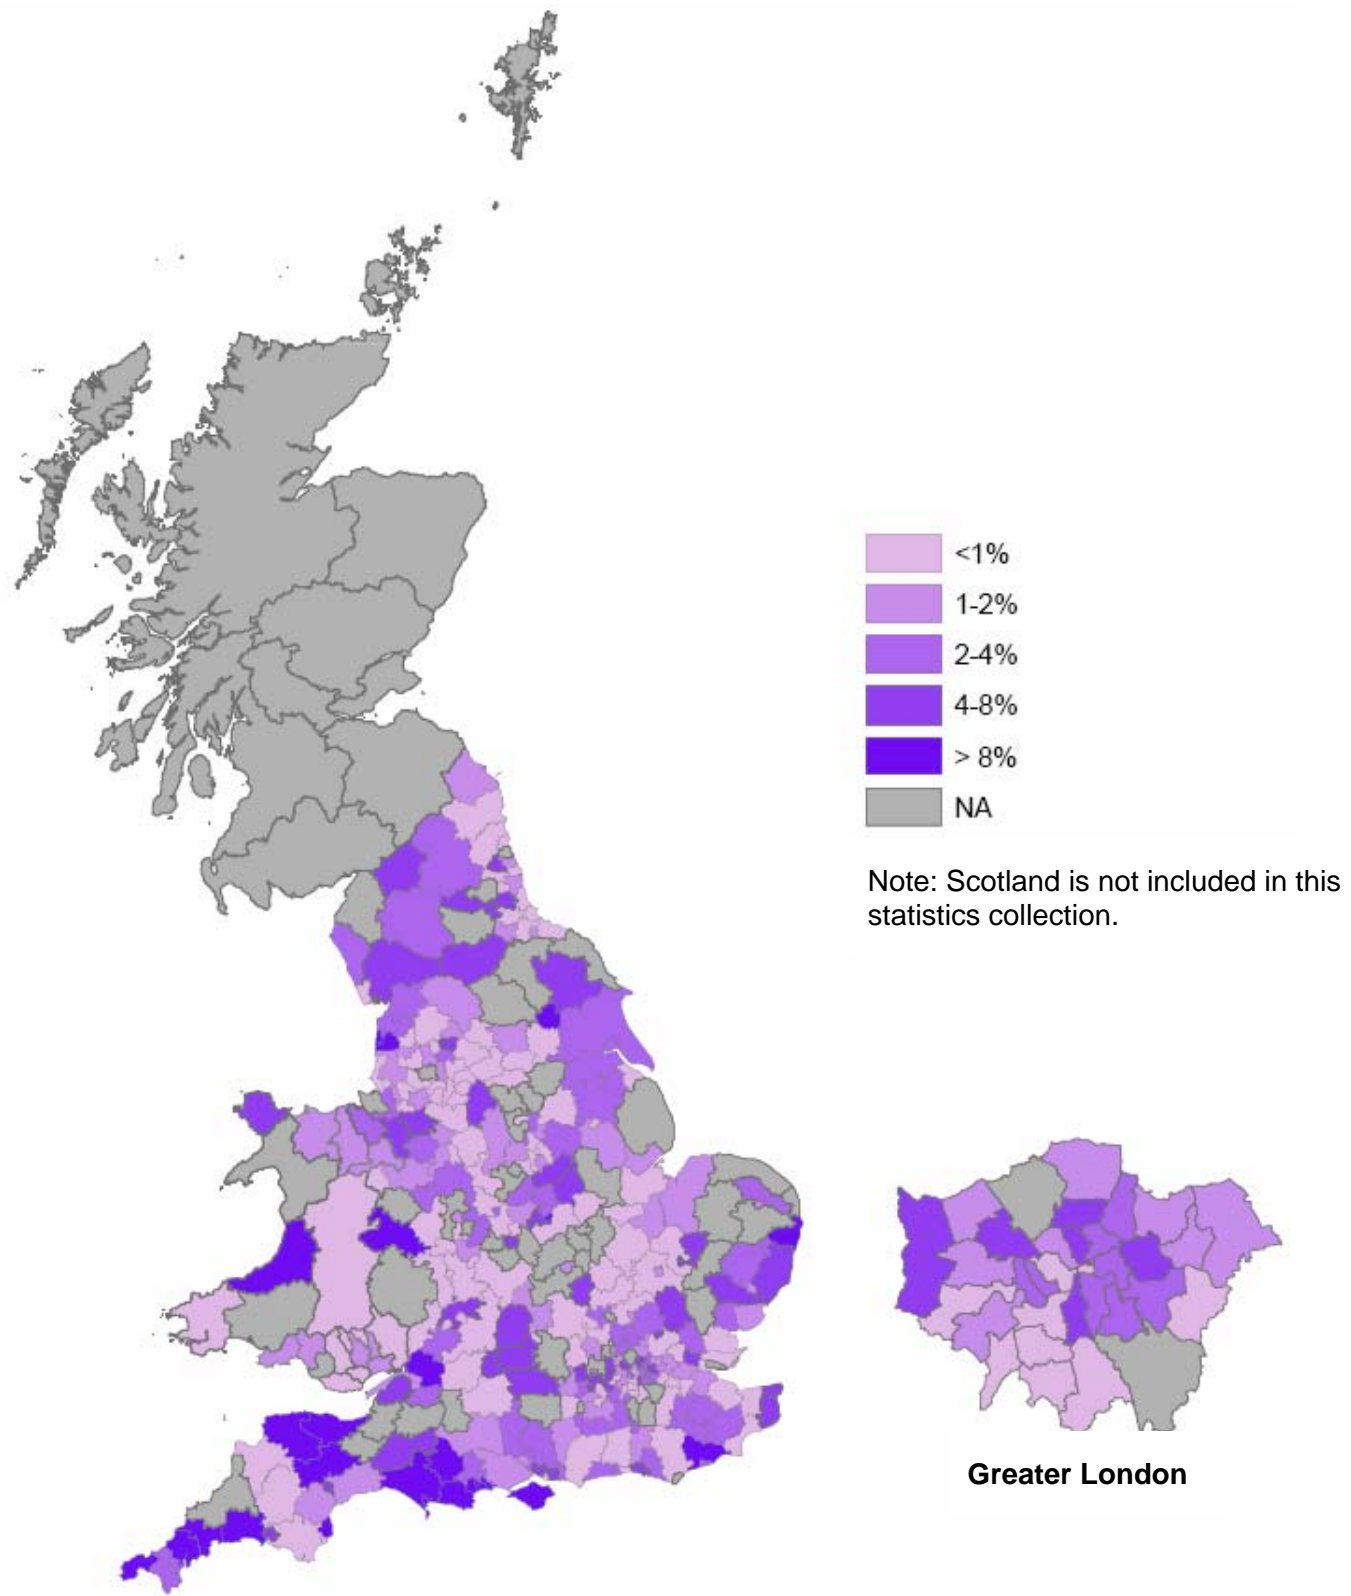 <1%
1-2%
2-4%
4-8%
> 8%
NA
Note: Scotland is not included in this
statistics collection.
Greater London